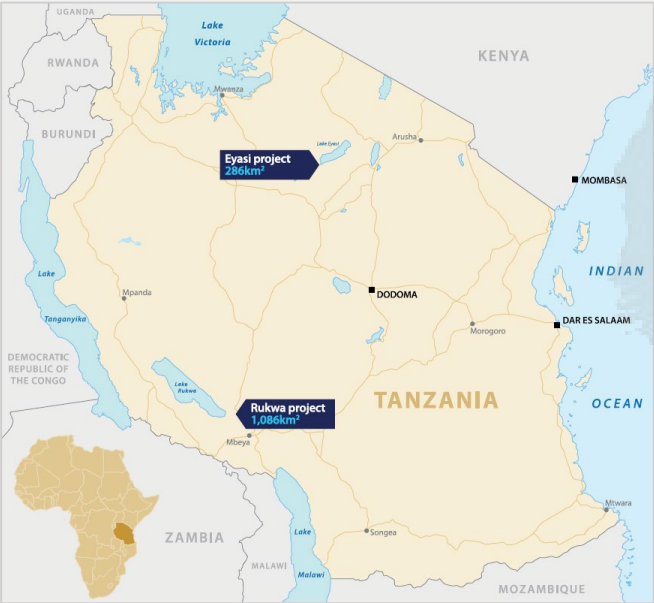 UGANDA
Lake
Victoria
KENYA
RWANDA
Mwanza
BURUNDI
Arusha
Lake Eyasi
Eyasi project
286km²
MOMBASA
INDIAN
Lake
Mpanda
DODOMA
Tanganyika
DAR ES SALAAM
Morogoro
DEMOCRATIC
REPUBLIC OF
THE CONGO
Lake
Rukwa
TANZANIA
OCEAN
Rukwa project
1,086km²
Mbeya
Mtwara
Lake
Songea
ZAMBIA
MALAWI
Malawi
MOZAMBIQUE